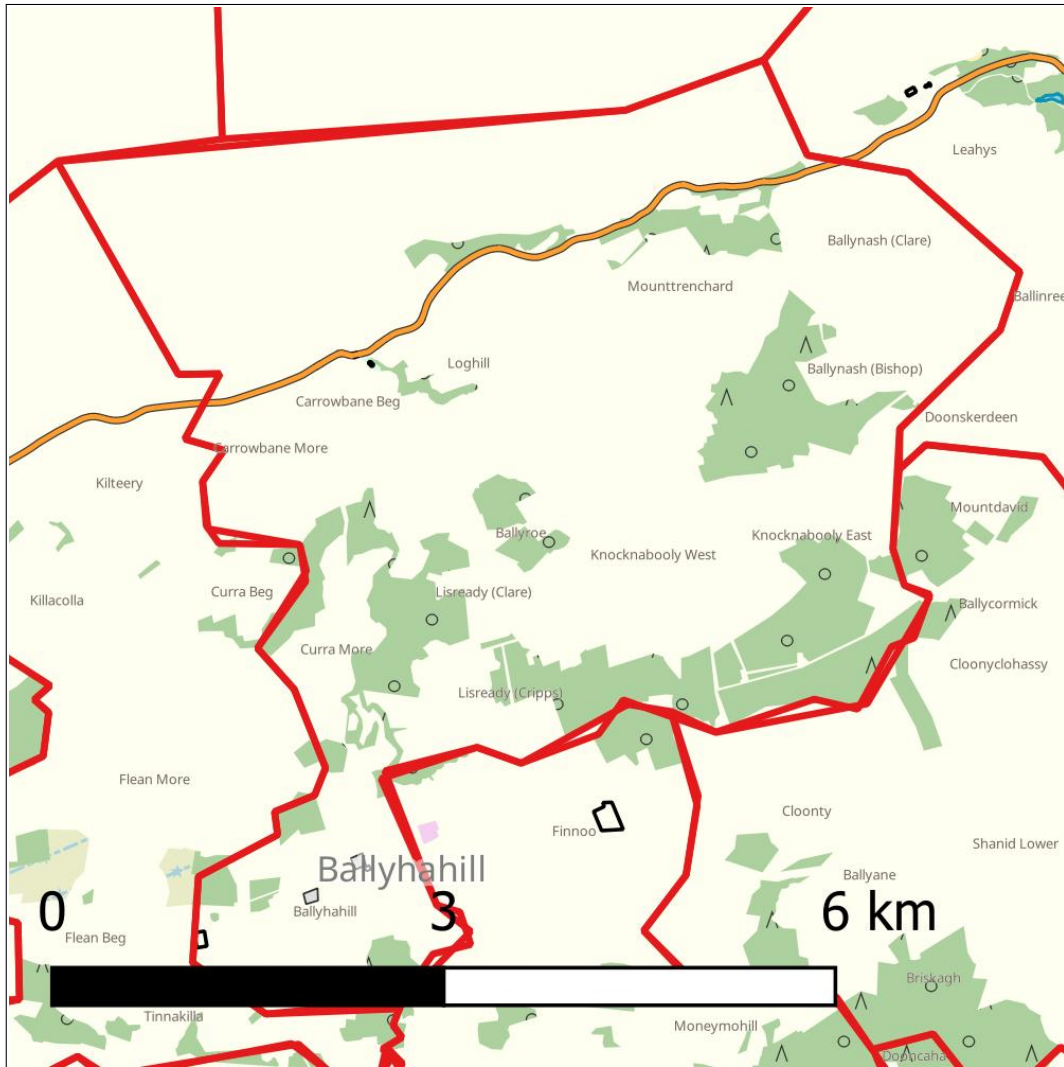 Leahys
Ballynash (Clare)
Mounttrenchard
Loghill
Ballynash (Bishop)
Carrowbane Beg
Doonskerdeen
Carrowbane More
Kilteery
Mountdavid
Ballyroe
Knocknabooly East
Knocknabooly West
Curra Beg
Lisready (Clare)
Killacolla
Ballycormick
Curra More
Cloonyclohassy
Lisready (Cripps)
Flean More
Cloonty
Finnoo
Shanid Lower
Ballyhahill
Ballyane
Ballyhahill
0
3
6 km
Flean Beg
Briskagh
Tinnakilla
Moneymohill
Dooncaha